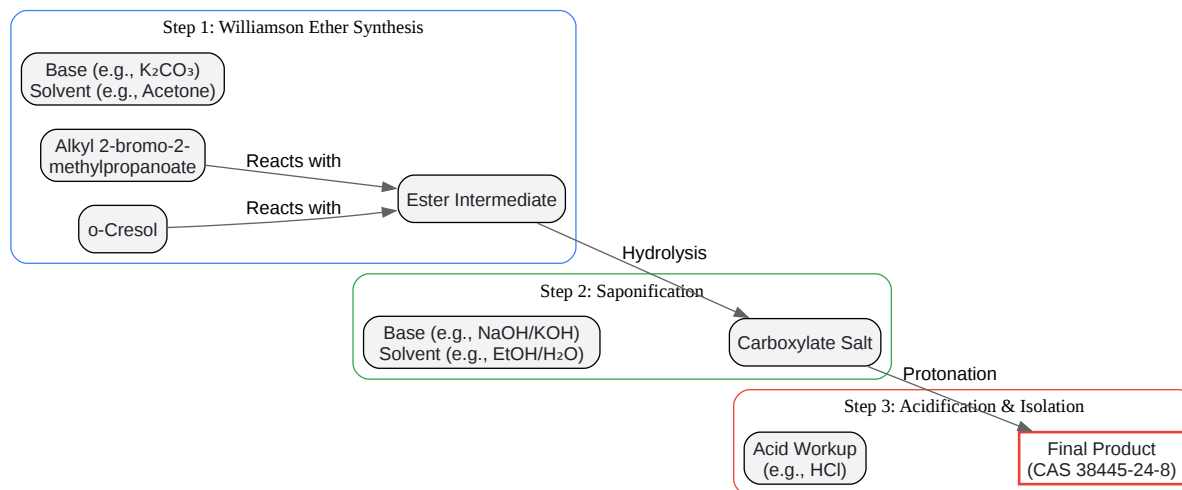 Step 1: Williamson Ether Synthesis
Base (e.g., K₂CO₃)
Solvent (e.g., Acetone)
Alkyl 2-bromo-2-
methylpropanoate
Reacts with
o-Cresol
Reacts with
Ester Intermediate
Hydrolysis
Step 2: Saponification
Base (e.g., NaOH/KOH)
Solvent (e.g., EtOH/H₂O)
Carboxylate Salt
Protonation
Step 3: Acidification & Isolation
Acid Workup
(e.g., HCl)
Final Product
(CAS 38445-24-8)